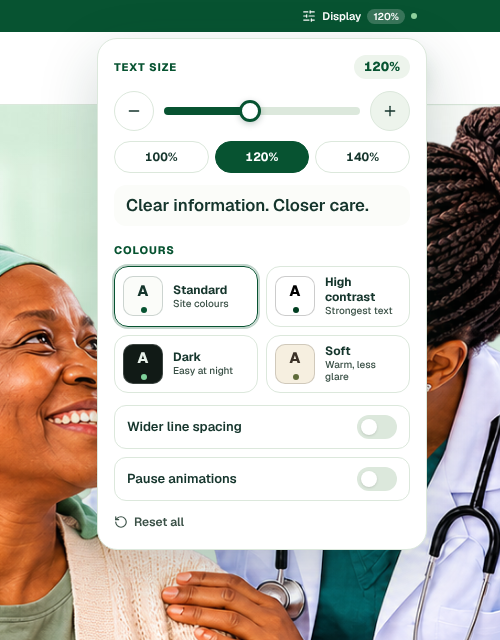 Display 120%
TEXT SIZE 120%
100% 120% 140%
Clear information. Closer care.
COLOURS
A Standard
Site colours
A High contrast
Strongest text
A Dark
Easy at night
A Soft
Warm, less
glare
Wider line spacing
Pause animations
Reset all